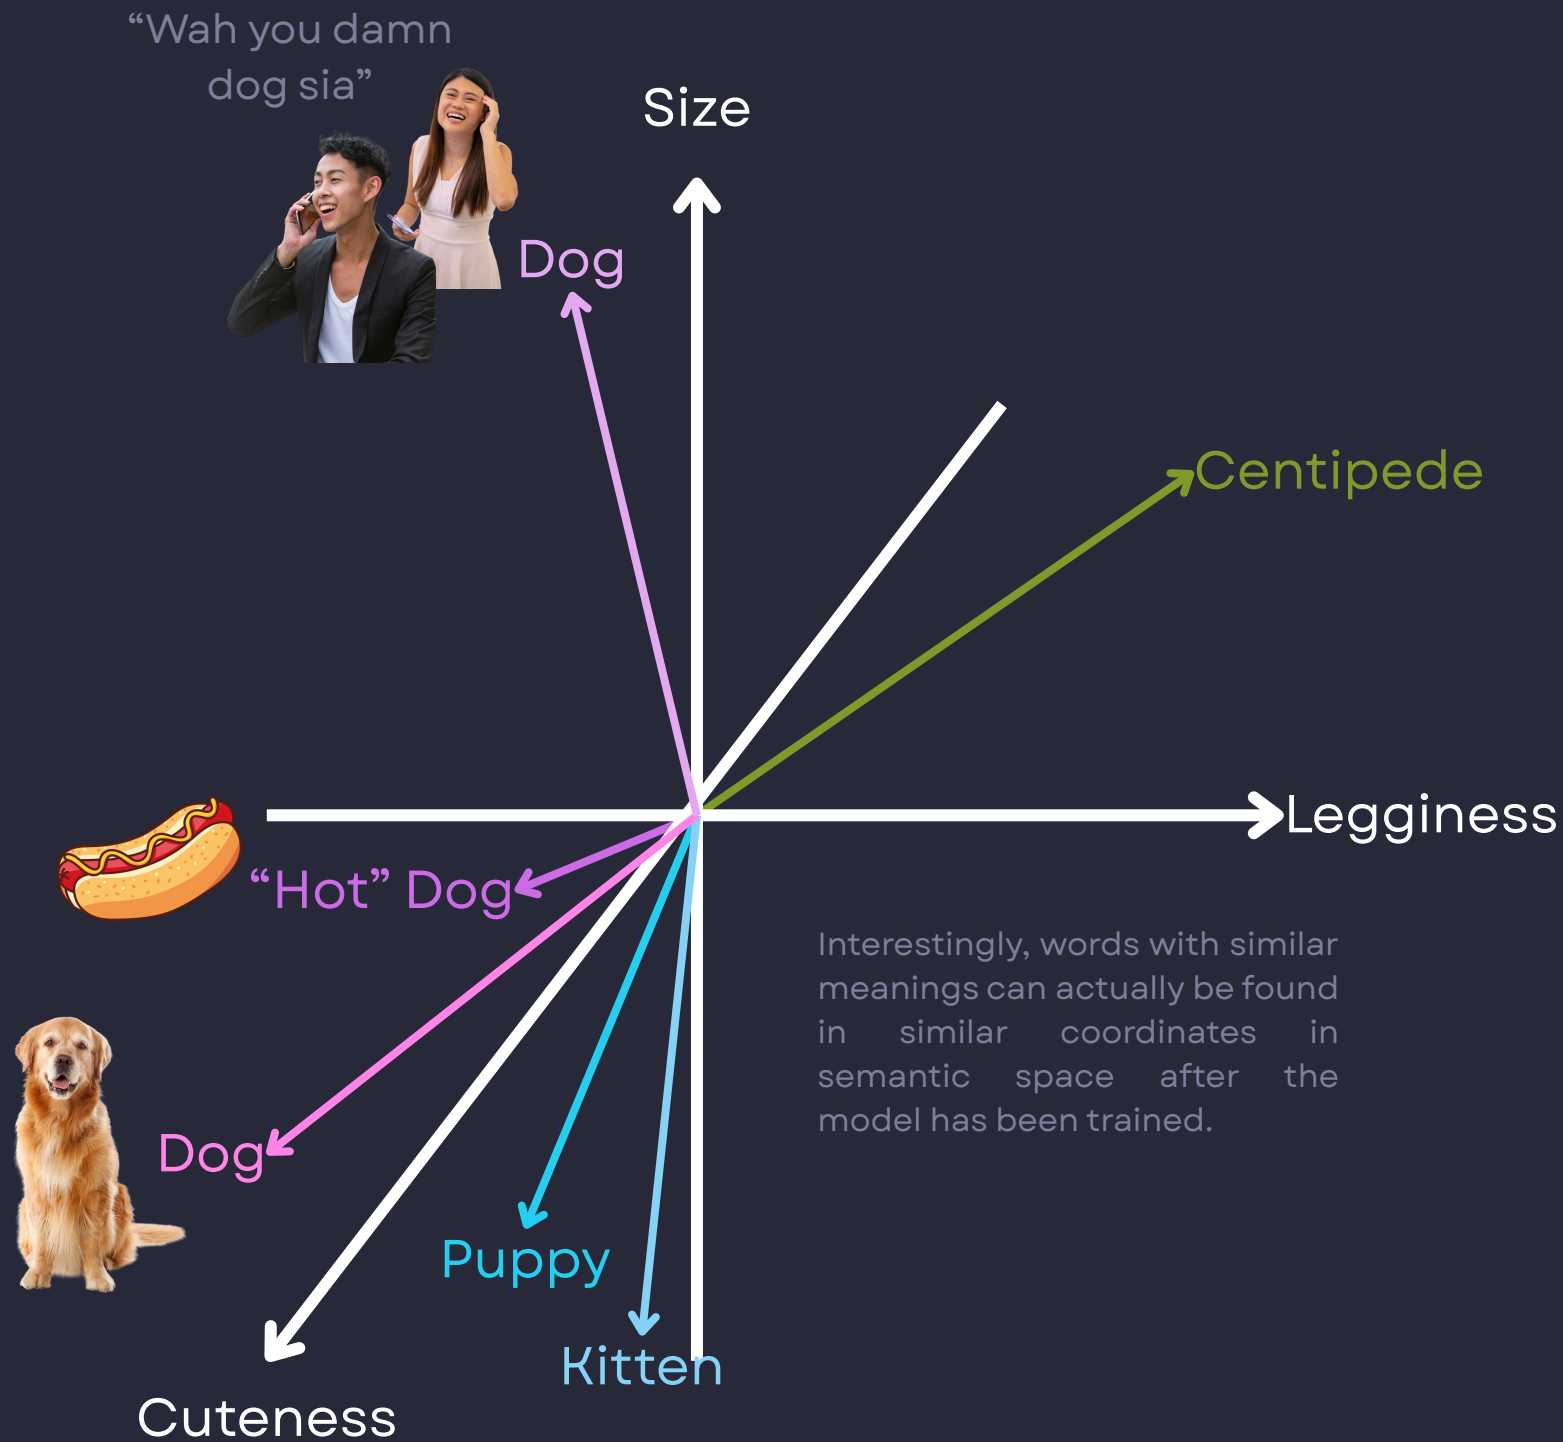 “Wah you damn
dog sia”
Size
Dog
Centipede
Legginess
“Hot” Dog
Interestingly, words with similar
meanings can actually be found
in similar coordinates in
semantic space after the
model has been trained.
Dog
Puppy
Kitten
Cuteness